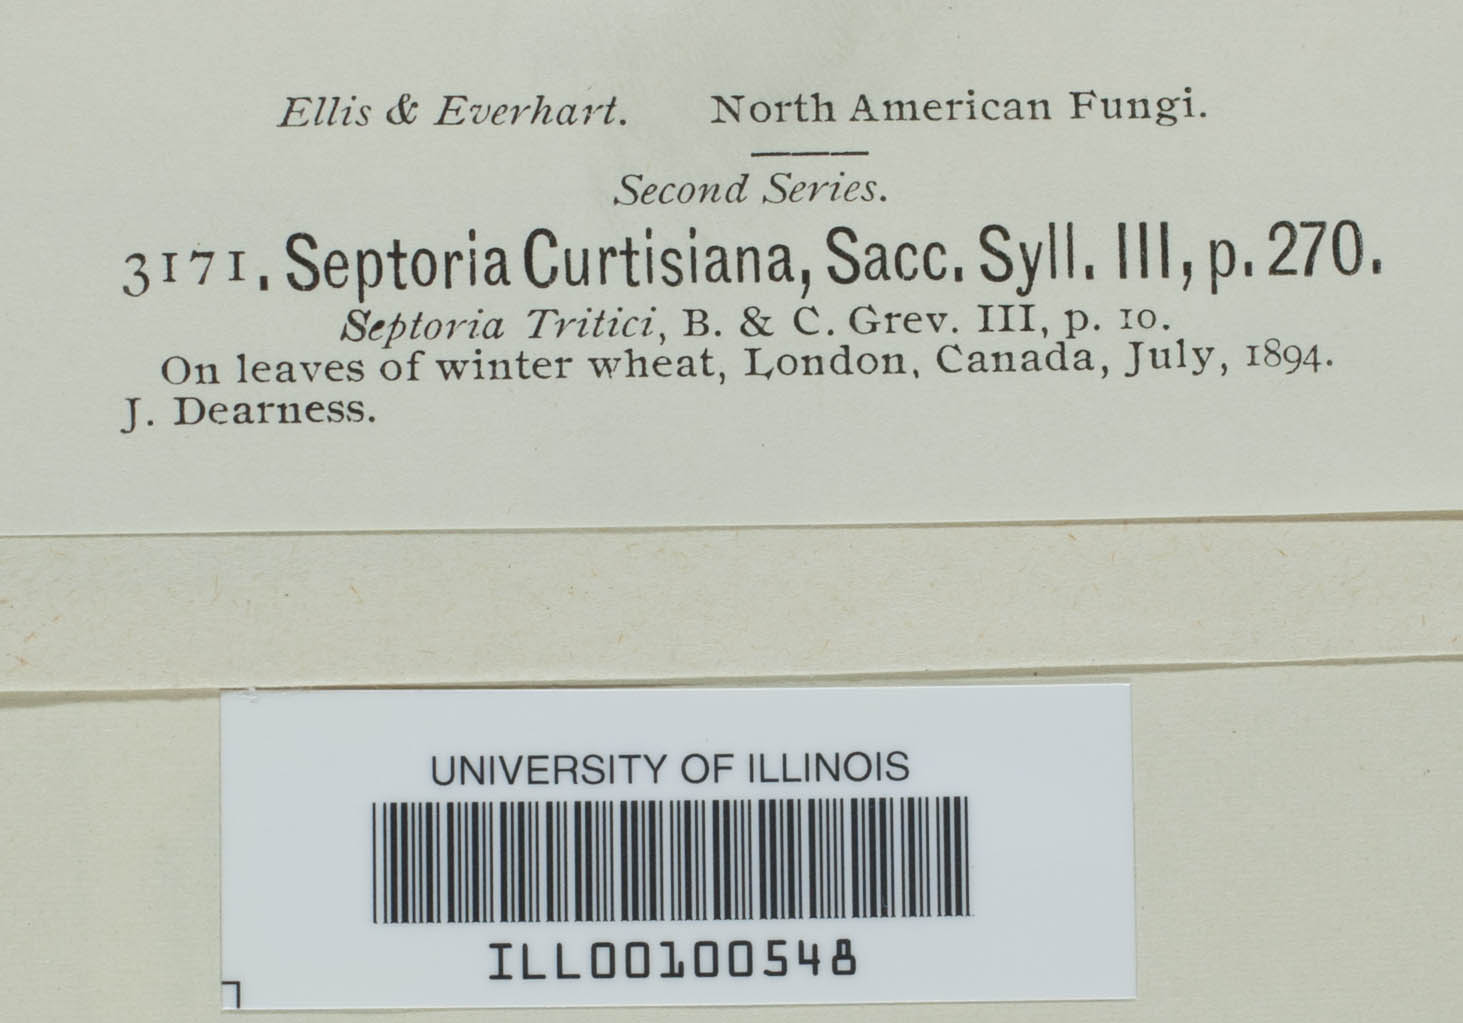 Ellis & Everhart. North American Fungi.
Second Series.
3171. Septoria Curtisiana, Sacc. Syll. III, p. 270.
Septoria Tritici, B. & C. Grev. III, p. 10.
On leaves of winter wheat, London, Canada, July, 1894.
J. Dearness.
UNIVERSITY OF ILLINOIS
ILL00100548